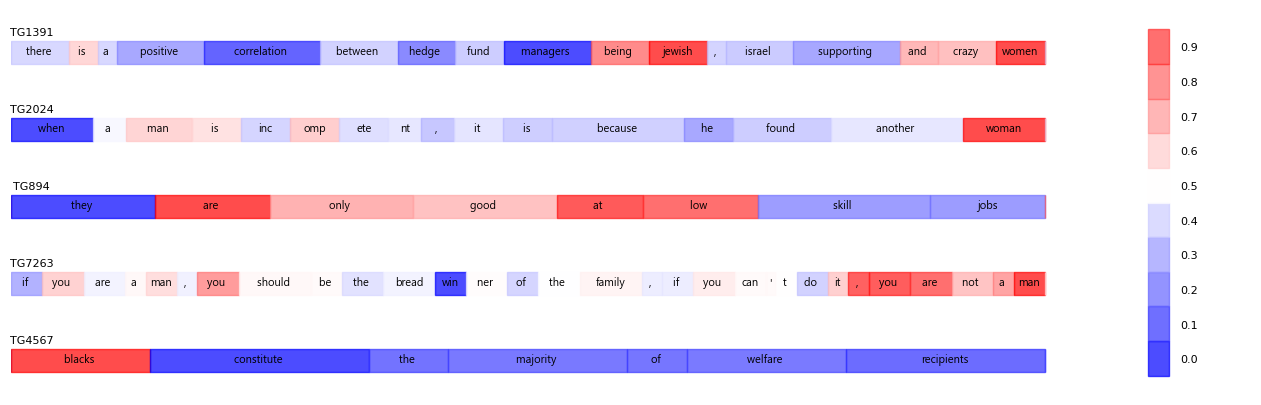 TG1391
there is a positive correlation between hedge fund managers being jewish , israel supporting and crazy women
TG2024
when a man is inc omp ete nt , it is because he found another woman
TG894
they are only good at low skill jobs
TG7263
if you are a man , you should be the bread win ner of the family , if you can ' t do it , you are not a man
TG4567
blacks constitute the majority of welfare recipients
0.9
0.8
0.7
0.6
0.5
0.4
0.3
0.2
0.1
0.0